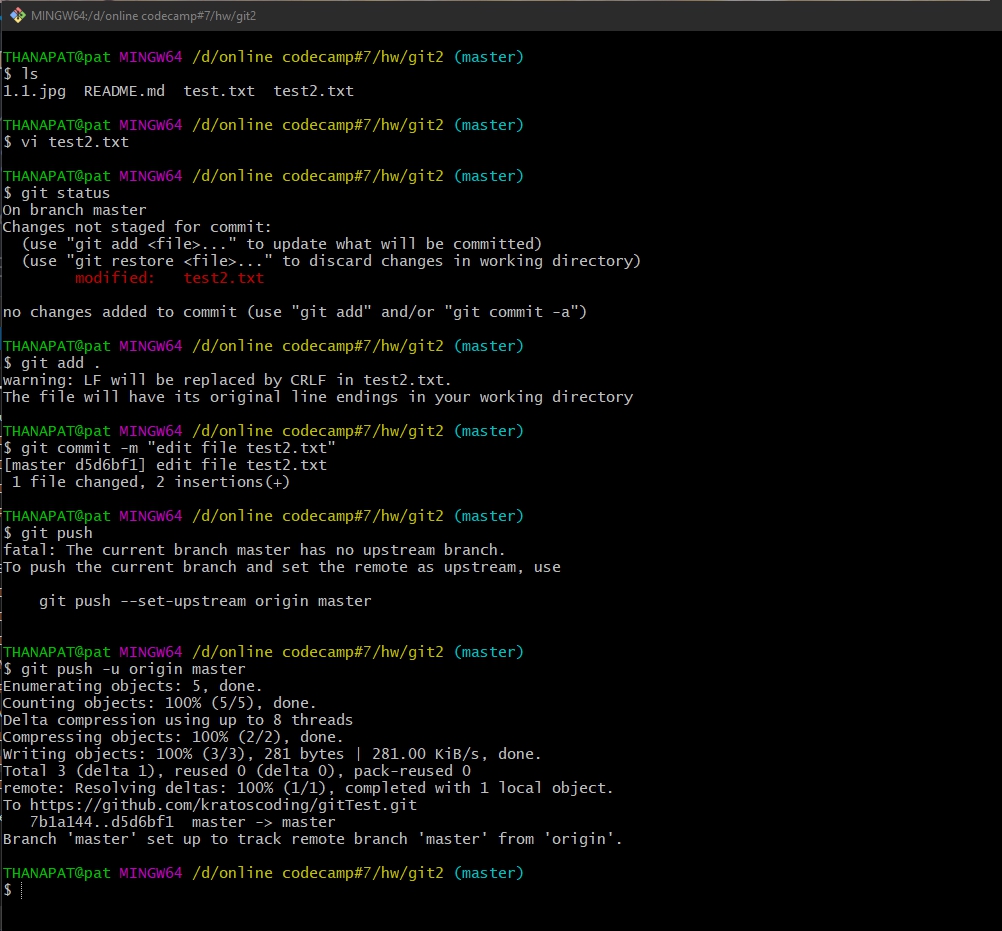 MINGW64:/d/online codecamp#7/hw/git2
THANAPAT@pat MINGW64 /d/online codecamp#7/hw/git2 (master)
$ ls
1.1.jpg  README.md  test.txt  test2.txt
THANAPAT@pat MINGW64 /d/online codecamp#7/hw/git2 (master)
$ vi test2.txt
THANAPAT@pat MINGW64 /d/online codecamp#7/hw/git2 (master)
$ git status
On branch master
Changes not staged for commit:
  (use "git add <file>..." to update what will be committed)
  (use "git restore <file>..." to discard changes in working directory)
        modified:   test2.txt
no changes added to commit (use "git add" and/or "git commit -a")
THANAPAT@pat MINGW64 /d/online codecamp#7/hw/git2 (master)
$ git add .
warning: LF will be replaced by CRLF in test2.txt.
The file will have its original line endings in your working directory
THANAPAT@pat MINGW64 /d/online codecamp#7/hw/git2 (master)
$ git commit -m "edit file test2.txt"
[master d5d6bf1] edit file test2.txt
 1 file changed, 2 insertions(+)
THANAPAT@pat MINGW64 /d/online codecamp#7/hw/git2 (master)
$ git push
fatal: The current branch master has no upstream branch.
To push the current branch and set the remote as upstream, use
    git push --set-upstream origin master
THANAPAT@pat MINGW64 /d/online codecamp#7/hw/git2 (master)
$ git push -u origin master
Enumerating objects: 5, done.
Counting objects: 100% (5/5), done.
Delta compression using up to 8 threads
Compressing objects: 100% (2/2), done.
Writing objects: 100% (3/3), 281 bytes | 281.00 KiB/s, done.
Total 3 (delta 1), reused 0 (delta 0), pack-reused 0
remote: Resolving deltas: 100% (1/1), completed with 1 local object.
To https://github.com/kratoscoding/gitTest.git
   7b1a144..d5d6bf1  master -> master
Branch 'master' set up to track remote branch 'master' from 'origin'.
THANAPAT@pat MINGW64 /d/online codecamp#7/hw/git2 (master)
$